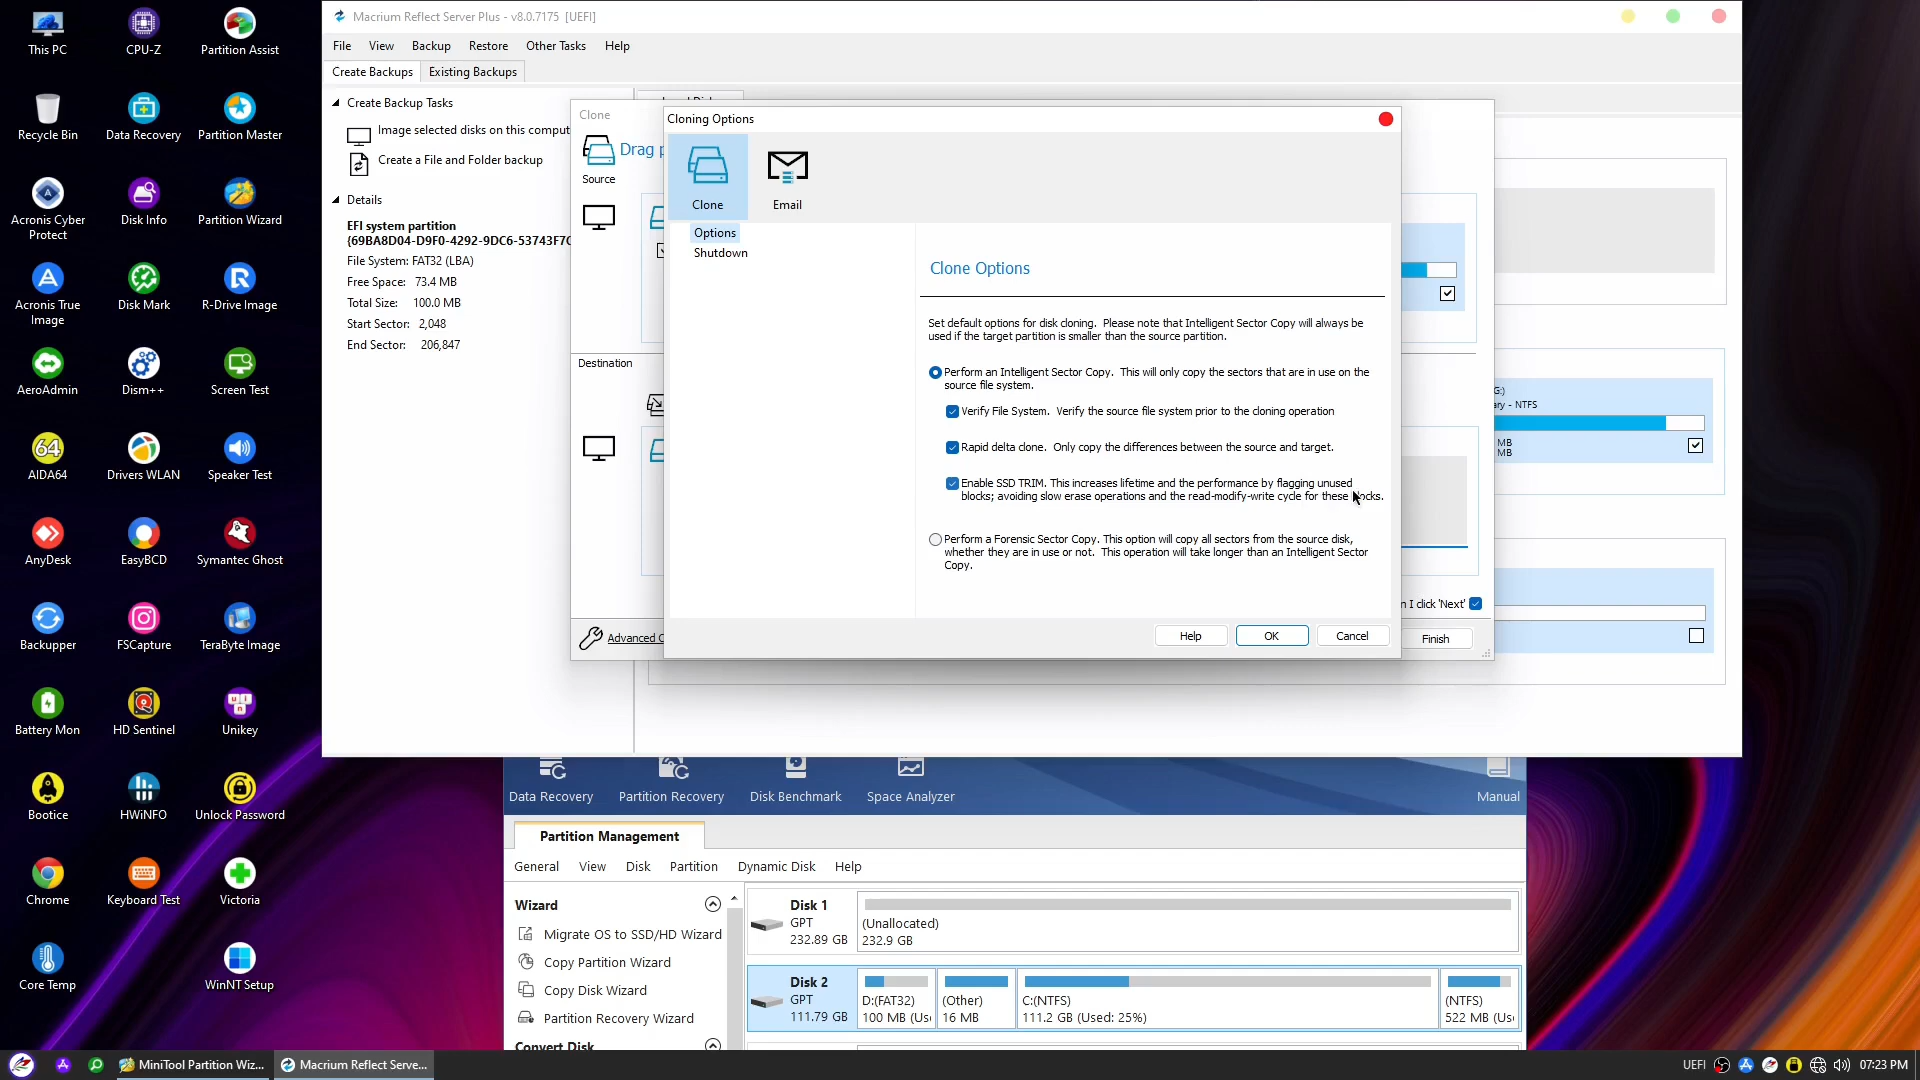 This PC
CPU-Z
Partition Assist
Recycle Bin
Data Recovery
Partition Master
Acronis Cyber
Protect
Disk Info
Partition Wizard
Acronis True
Image
Disk Mark
R-Drive Image
AeroAdmin
Dism++
Screen Test
64
AIDA64
Drivers WLAN
Speaker Test
AnyDesk
EasyBCD
Symantec Ghost
Backupper
FSCapture
TeraByte Image
Battery Mon
HD Sentinel
Unikey
Bootice
HWiNFO
Unlock Password
Chrome
Keyboard Test
Victoria
Core Temp
WinNT Setup
Macrium Reflect Server Plus - v8.0.7175 [UEFI]
File View Backup Restore Other Tasks Help
Create Backups Existing Backups
Create Backup Tasks
Image selected disks on this comput
Create a File and Folder backup
Details
EFI system partition
{69BA8D04-D9F0-4292-9DC6-53743F7C
File System: FAT32 (LBA)
Free Space: 73.4 MB
Total Size: 100.0 MB
Start Sector: 2,048
End Sector: 206,847
Clone
Drag p
Source
Destination
Advanced O
n I click 'Next'
Finish
G:)
ary - NTFS
MB
MB
Cloning Options
Clone
Email
Options
Shutdown
Clone Options
Set default options for disk cloning. Please note that Intelligent Sector Copy will always be
used if the target partition is smaller than the source partition.
Perform an Intelligent Sector Copy. This will only copy the sectors that are in use on the
source file system.
Verify File System. Verify the source file system prior to the cloning operation
Rapid delta clone. Only copy the differences between the source and target.
Enable SSD TRIM. This increases lifetime and the performance by flagging unused
blocks; avoiding slow erase operations and the read-modify-write cycle for these blocks.
Perform a Forensic Sector Copy. This option will copy all sectors from the source disk,
whether they are in use or not. This operation will take longer than an Intelligent Sector
Copy.
Help OK Cancel
Data Recovery Partition Recovery Disk Benchmark Space Analyzer Manual
Partition Management
General View Disk Partition Dynamic Disk Help
Wizard
Migrate OS to SSD/HD Wizard
Copy Partition Wizard
Copy Disk Wizard
Partition Recovery Wizard
Convert Disk
Disk 1
GPT
232.89 GB
(Unallocated)
232.9 GB
Disk 2
GPT
111.79 GB
D:(FAT32)
100 MB (Use
(Other)
16 MB
C:(NTFS)
111.2 GB (Used: 25%)
(NTFS)
522 MB (Use
MiniTool Partition Wiz...
Macrium Reflect Serve...
UEFI
07:23 PM